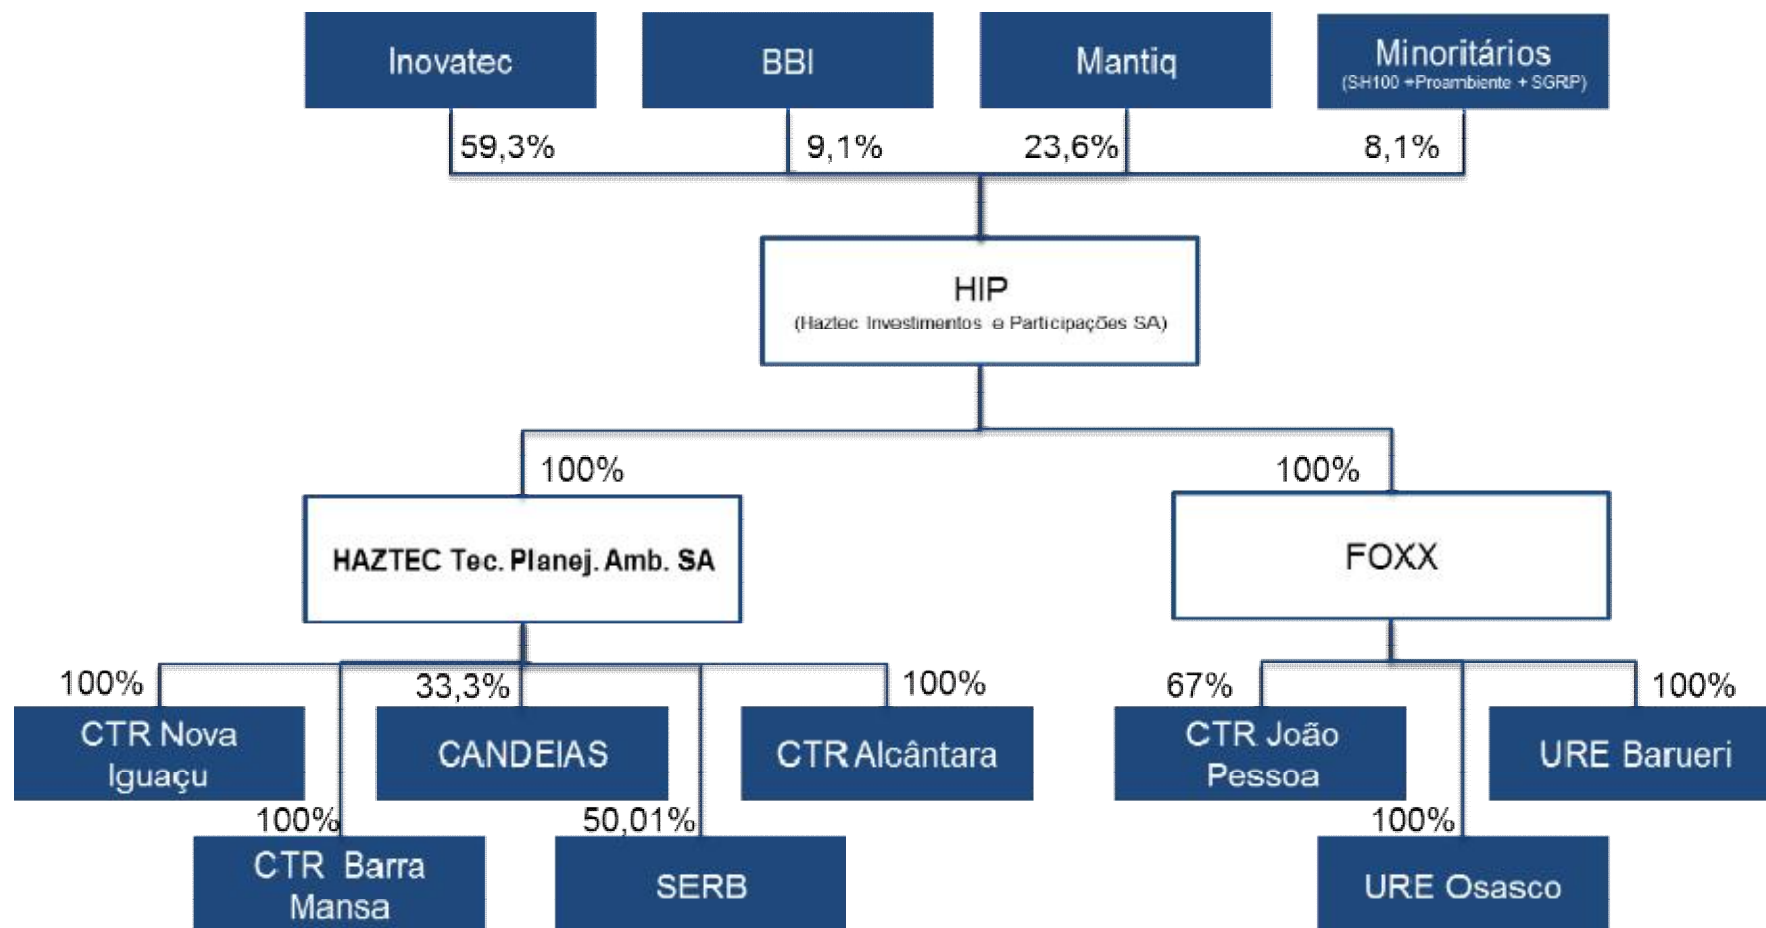 Inovatec
BBI
Mantiq
Minoritários
(SH100 +Proambiente + SGRIP)
59,3%
9,1%
23,6%
8,1%
HIP
(Haztec Investimentos e Participações SA)
100%
100%
HAZTEC Tec. Planej. Amb. SA
FOXX
100%
33,3%
100%
67%
100%
CTR Nova
Iguaçu
CANDEIAS
CTR Alcântara
CTR João
Pessoa
URE Barueri
100%
50,01%
100%
CTR Barra
Mansa
SERB
URE Osasco